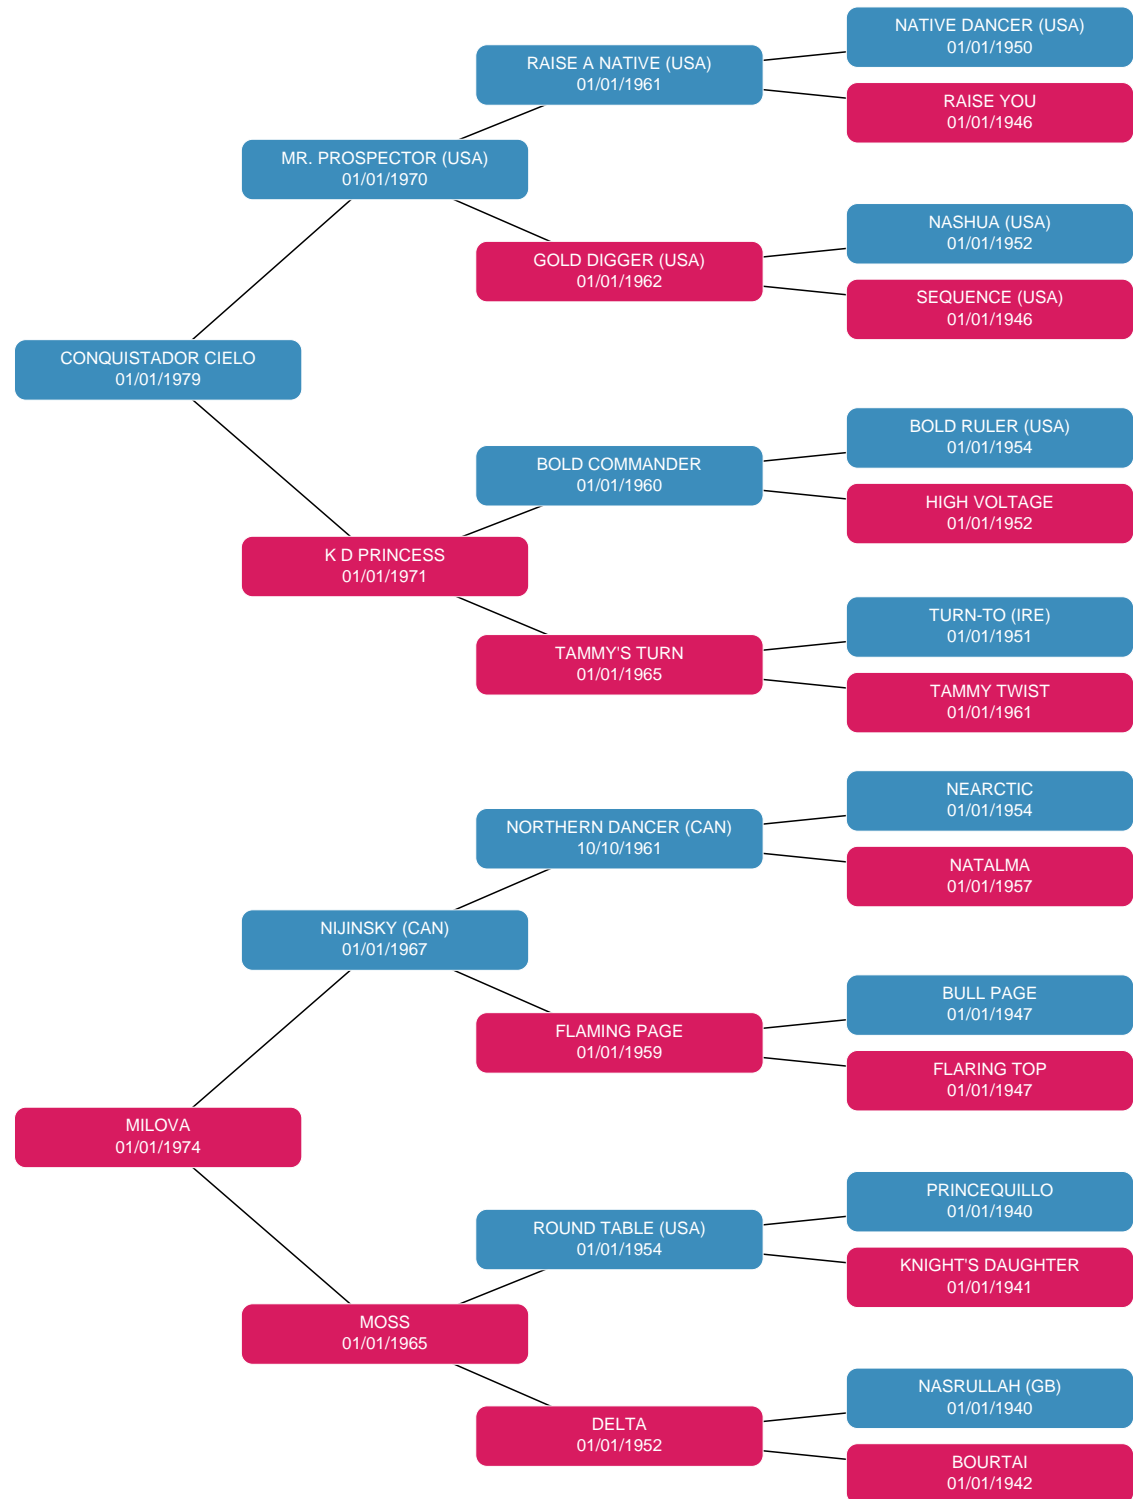 NATIVE DANCER (USA)
01/01/1950
RAISE A NATIVE (USA)
01/01/1961
RAISE YOU
01/01/1946
MR. PROSPECTOR (USA)
01/01/1970
NASHUA (USA)
01/01/1952
GOLD DIGGER (USA)
01/01/1962
SEQUENCE (USA)
01/01/1946
CONQUISTADOR CIELO
01/01/1979
BOLD RULER (USA)
01/01/1954
BOLD COMMANDER
01/01/1960
HIGH VOLTAGE
01/01/1952
K D PRINCESS
01/01/1971
TURN-TO (IRE)
01/01/1951
TAMMY'S TURN
01/01/1965
TAMMY TWIST
01/01/1961
NEARCTIC
01/01/1954
NORTHERN DANCER (CAN)
10/10/1961
NATALMA
01/01/1957
NIJINSKY (CAN)
01/01/1967
BULL PAGE
01/01/1947
FLAMING PAGE
01/01/1959
FLARING TOP
01/01/1947
MILOVA
01/01/1974
PRINCEQUILLO
01/01/1940
ROUND TABLE (USA)
01/01/1954
KNIGHT'S DAUGHTER
01/01/1941
MOSS
01/01/1965
NASRULLAH (GB)
01/01/1940
DELTA
01/01/1952
BOURTAI
01/01/1942